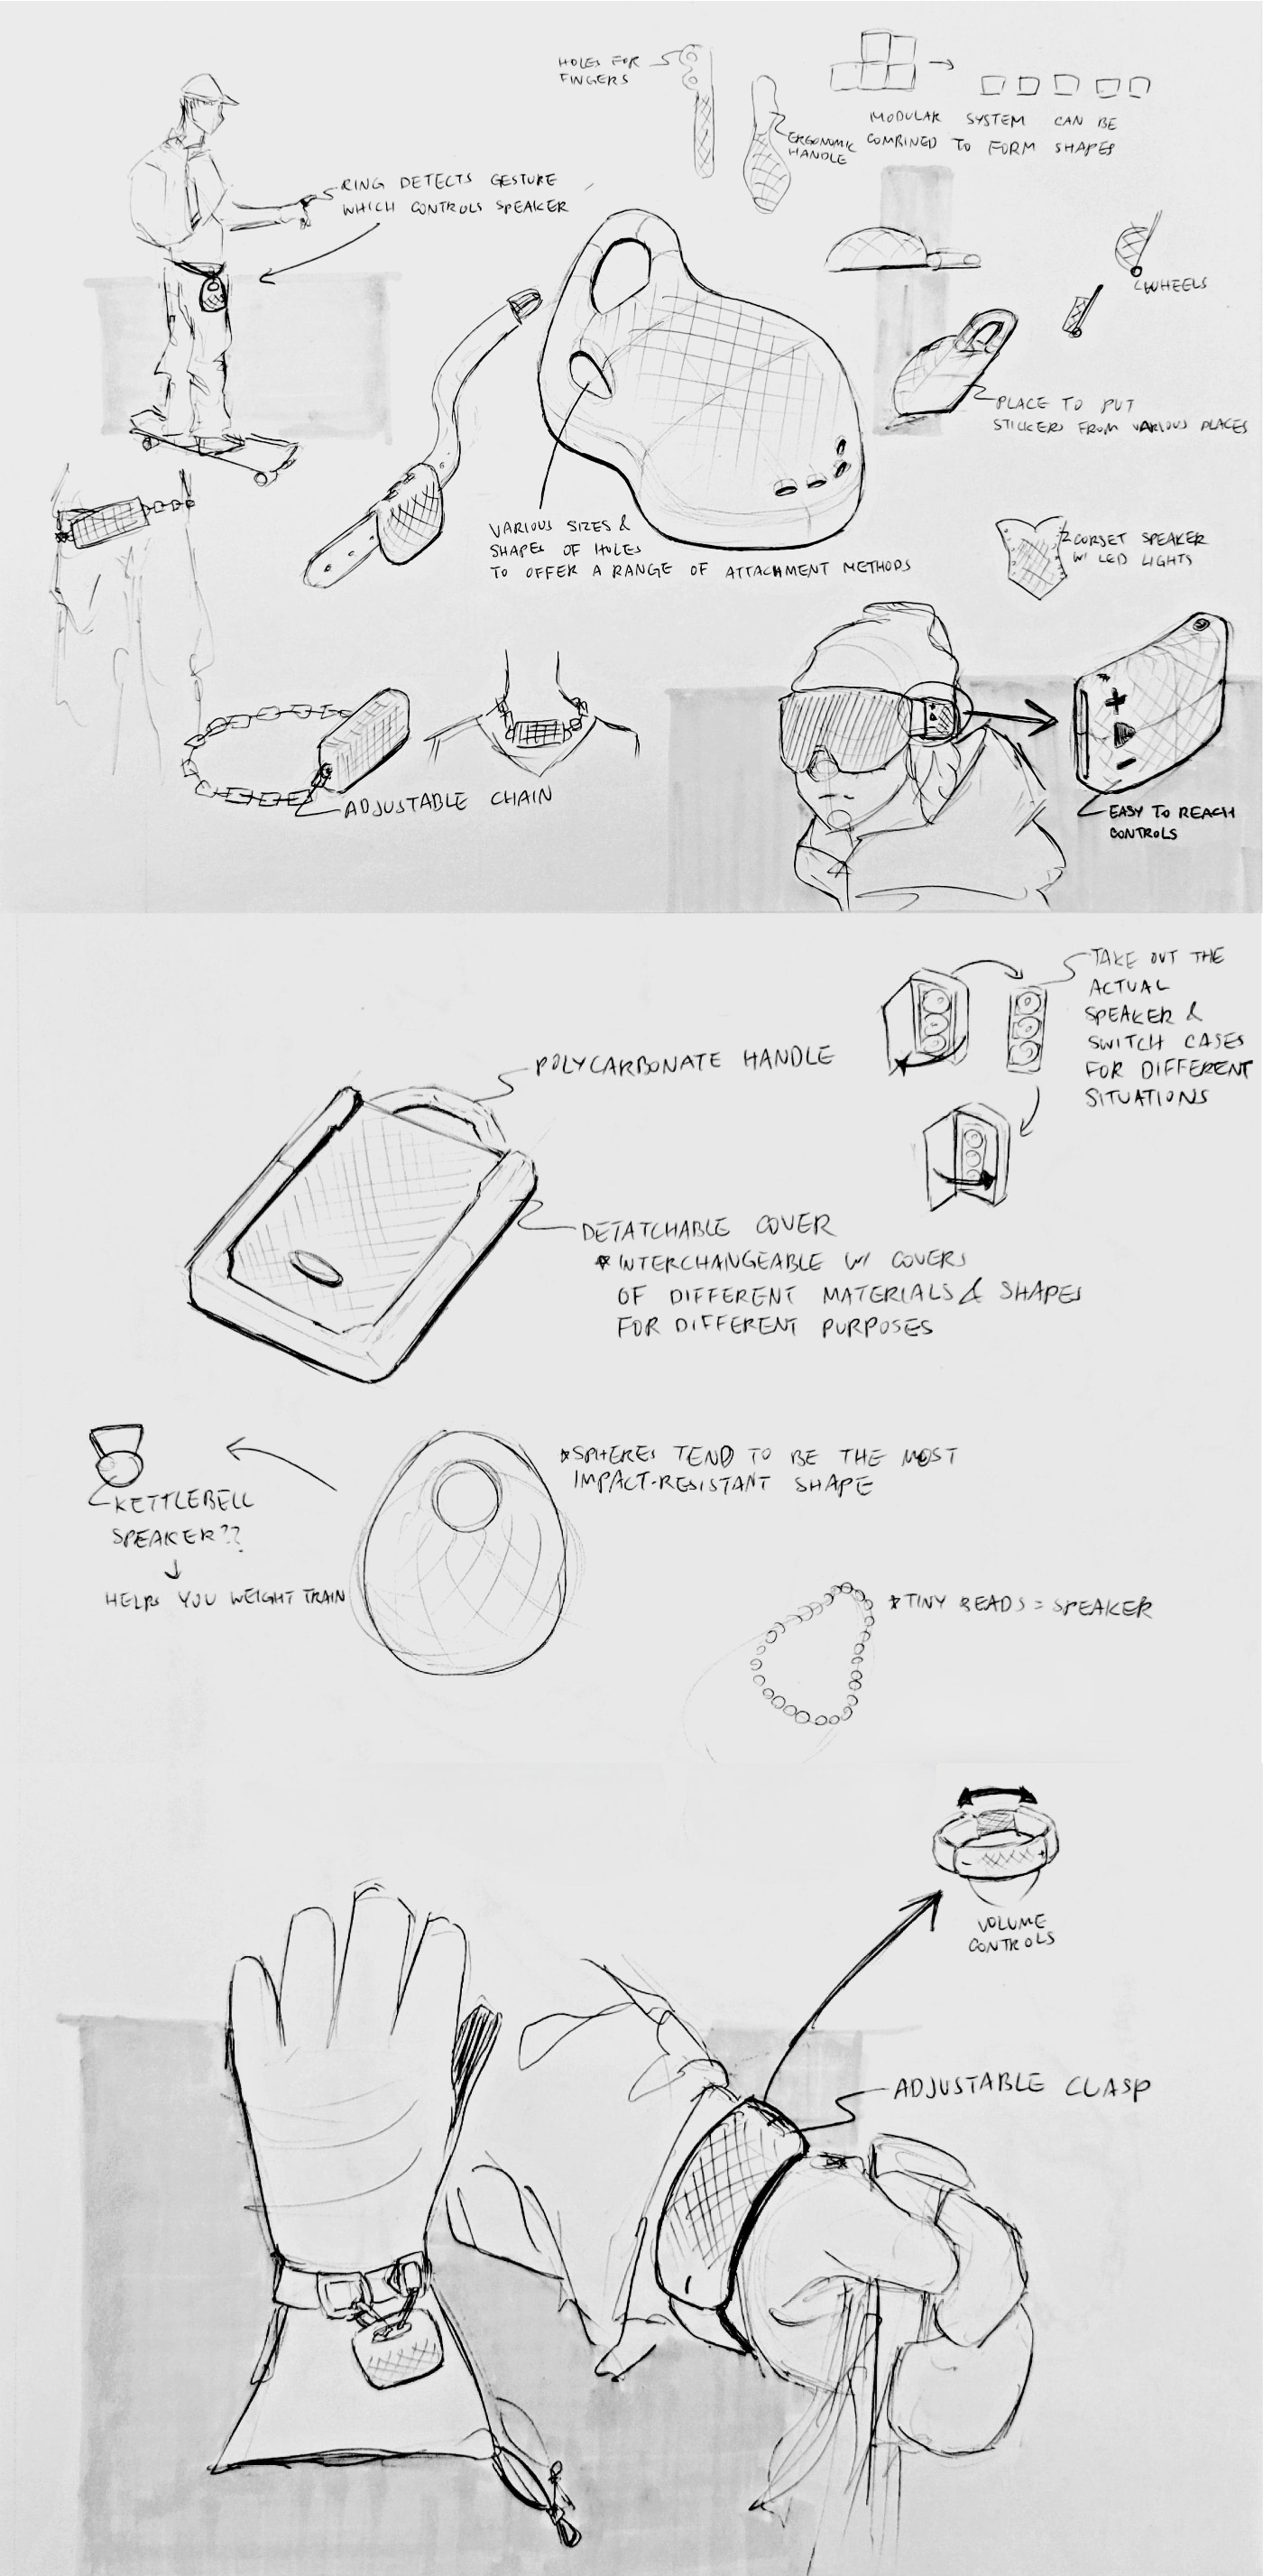 HOLES FOR
FINGERS
ERGONOMIC
HANDLE
MODULAR SYSTEM CAN BE
COMBINED TO FORM SHAPES
RING DETECTS GESTURE
WHICH CONTROLS SPEAKER
WHEELS
PLACE TO PUT
STICKERS FROM VARIOUS PLACES
VARIOUS SIZES &
SHAPES OF HOLES
TO OFFER A RANGE OF ATTACHMENT METHODS
CORSET SPEAKER
W/ LED LIGHTS
ADJUSTABLE CHAIN
+
-
EASY TO REACH
CONTROLS
TAKE OUT THE
ACTUAL
SPEAKER &
SWITCH CASES
FOR DIFFERENT
SITUATIONS
POLYCARBONATE HANDLE
DETATCHABLE COVER
*INTERCHANGEABLE W/ COVERS
OF DIFFERENT MATERIALS & SHAPES
FOR DIFFERENT PURPOSES
*SPHERES TEND TO BE THE MOST
IMPACT-RESISTANT SHAPE
KETTLEBELL
SPEAKER??
HELPS YOU WEIGHT TRAIN
*TINY BEADS = SPEAKER
- +
VOLUME
CONTROLS
ADJUSTABLE CLASP